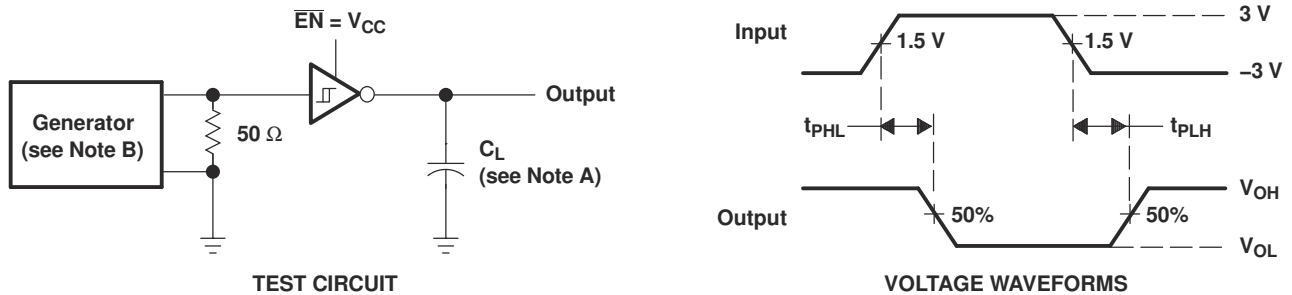 EN = VCC
Generator
(see Note B)
50 Ω
Output
CL
(see Note A)
TEST CIRCUIT
Input
3 V
1.5 V
1.5 V
–3 V
tPHL
tPLH
Output
50%
50%
VOH
VOL
VOLTAGE WAVEFORMS